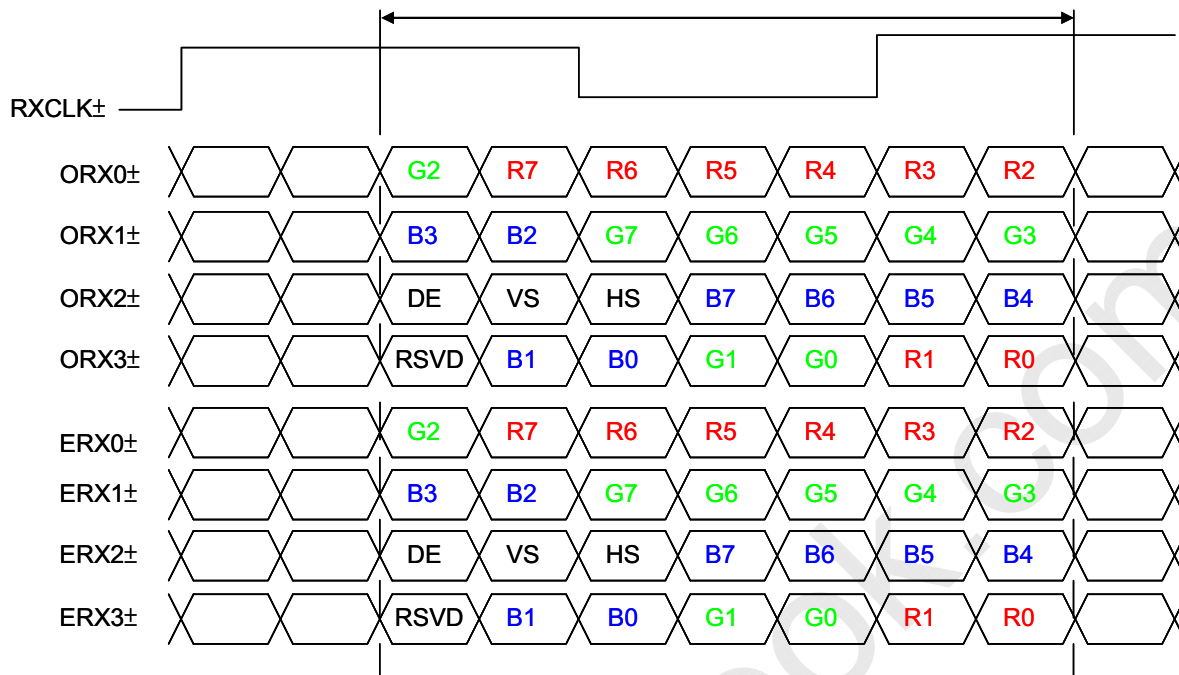 RXCLK±
ORX0± G2 R7 R6 R5 R4 R3 R2
ORX1± B3 B2 G7 G6 G5 G4 G3
ORX2± DE VS HS B7 B6 B5 B4
ORX3± RSVD B1 B0 G1 G0 R1 R0
ERX0± G2 R7 R6 R5 R4 R3 R2
ERX1± B3 B2 G7 G6 G5 G4 G3
ERX2± DE VS HS B7 B6 B5 B4
ERX3± RSVD B1 B0 G1 G0 R1 R0
ook.com